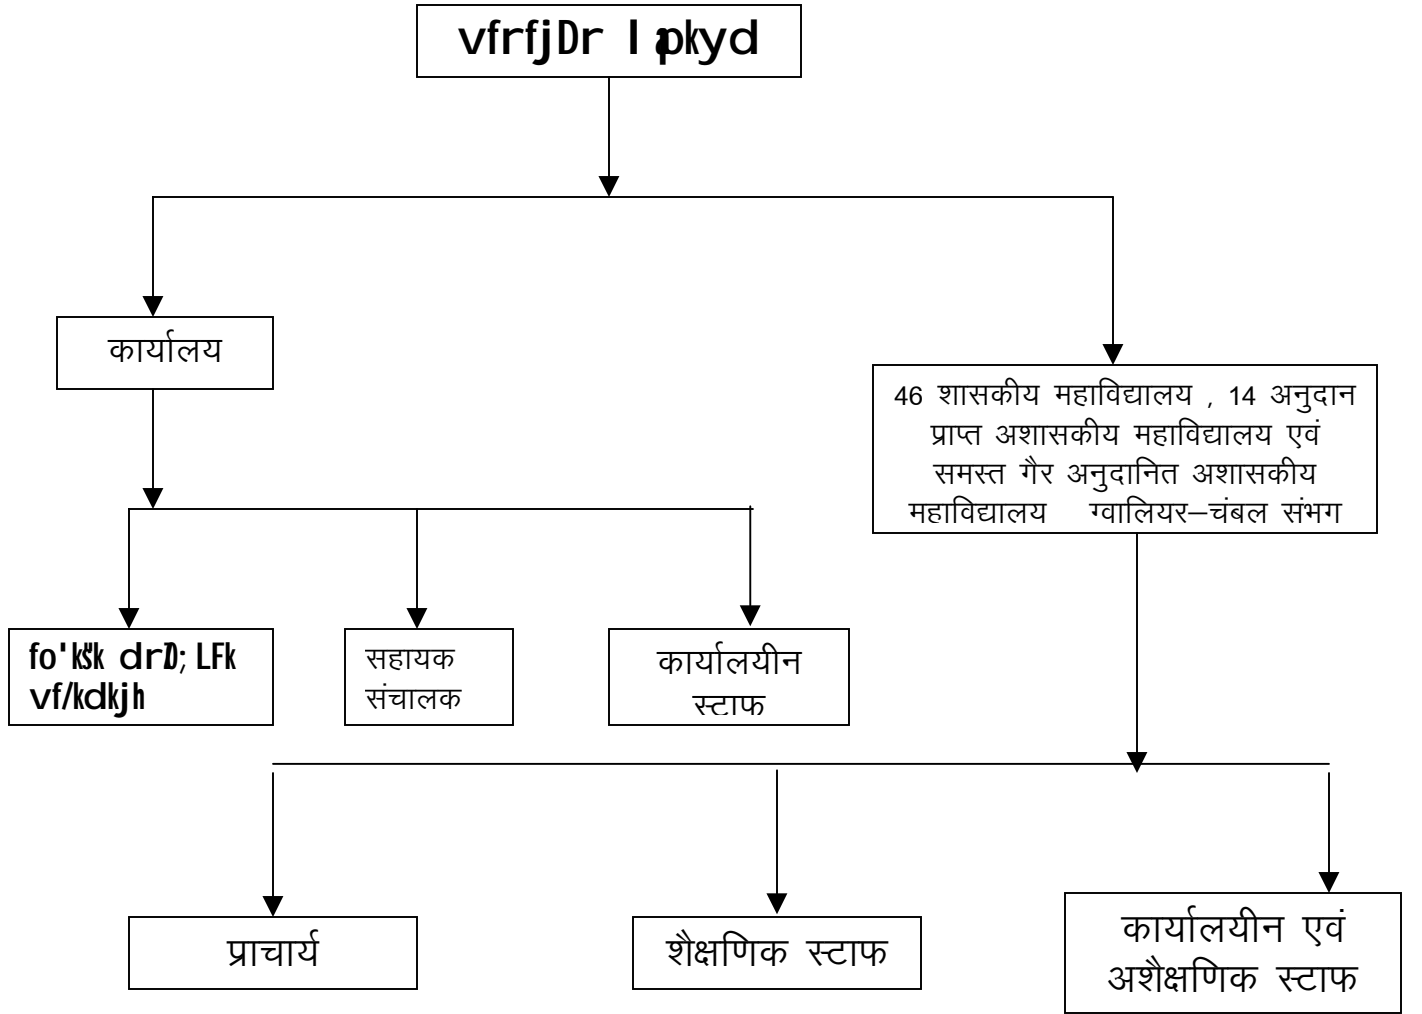 vfrfjDr lapkyd
कार्यालय
46 शासकीय महाविद्यालय , 14 अनुदान
प्राप्त अशासकीय महाविद्यालय एवं
समस्त गैर अनुदानित अशासकीय
महाविद्यालय ग्वालियर–चंबल संभग
fo'ks"k drZO; LFk
vf/kdkjh
सहायक
संचालक
कार्यालयीन
स्टाफ
प्राचार्य
शैक्षणिक स्टाफ
कार्यालयीन एवं
अशैक्षणिक स्टाफ